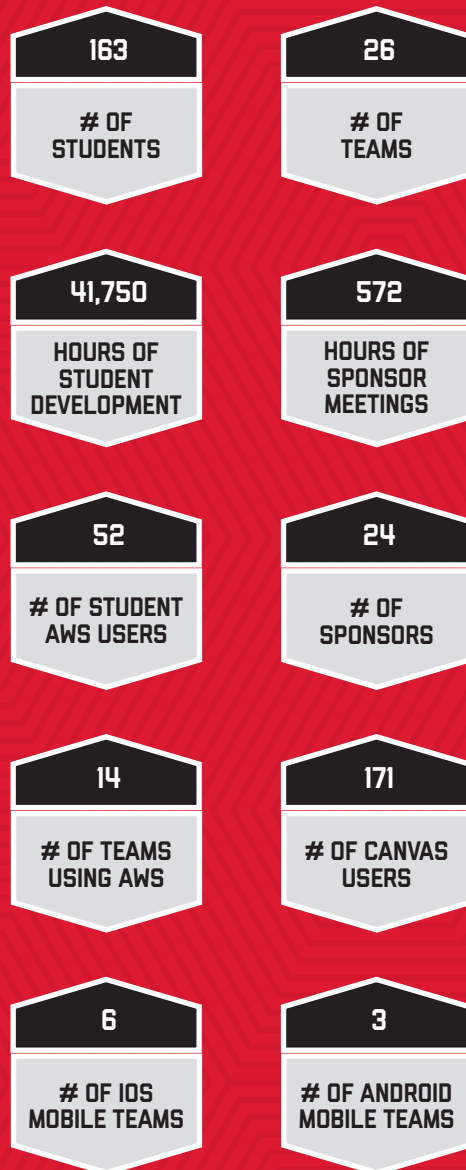 163
# OF
STUDENTS
26
# OF
TEAMS
41,750
HOURS OF
STUDENT
DEVELOPMENT
572
HOURS OF
SPONSOR
MEETINGS
52
# OF STUDENT
AWS USERS
24
# OF
SPONSORS
14
# OF TEAMS
USING AWS
171
# OF CANVAS
USERS
6
# OF IOS
MOBILE TEAMS
3
# OF ANDROID
MOBILE TEAMS